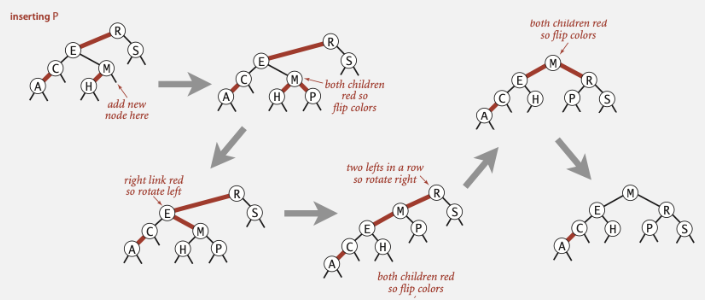 inserting P
R
E
S
C
M
A
H
add new
node here
R
E
S
C
M
A
H
P
both children
red so
flip colors
both children red
so flip colors
M
E
R
C
H
P
S
A
right link red
so rotate left
R
E
S
C
M
A
H
P
two lefts in a row
so rotate right
R
M
S
E
P
C
H
A
both children red
so flip colors
M
E
R
C
H
P
S
A